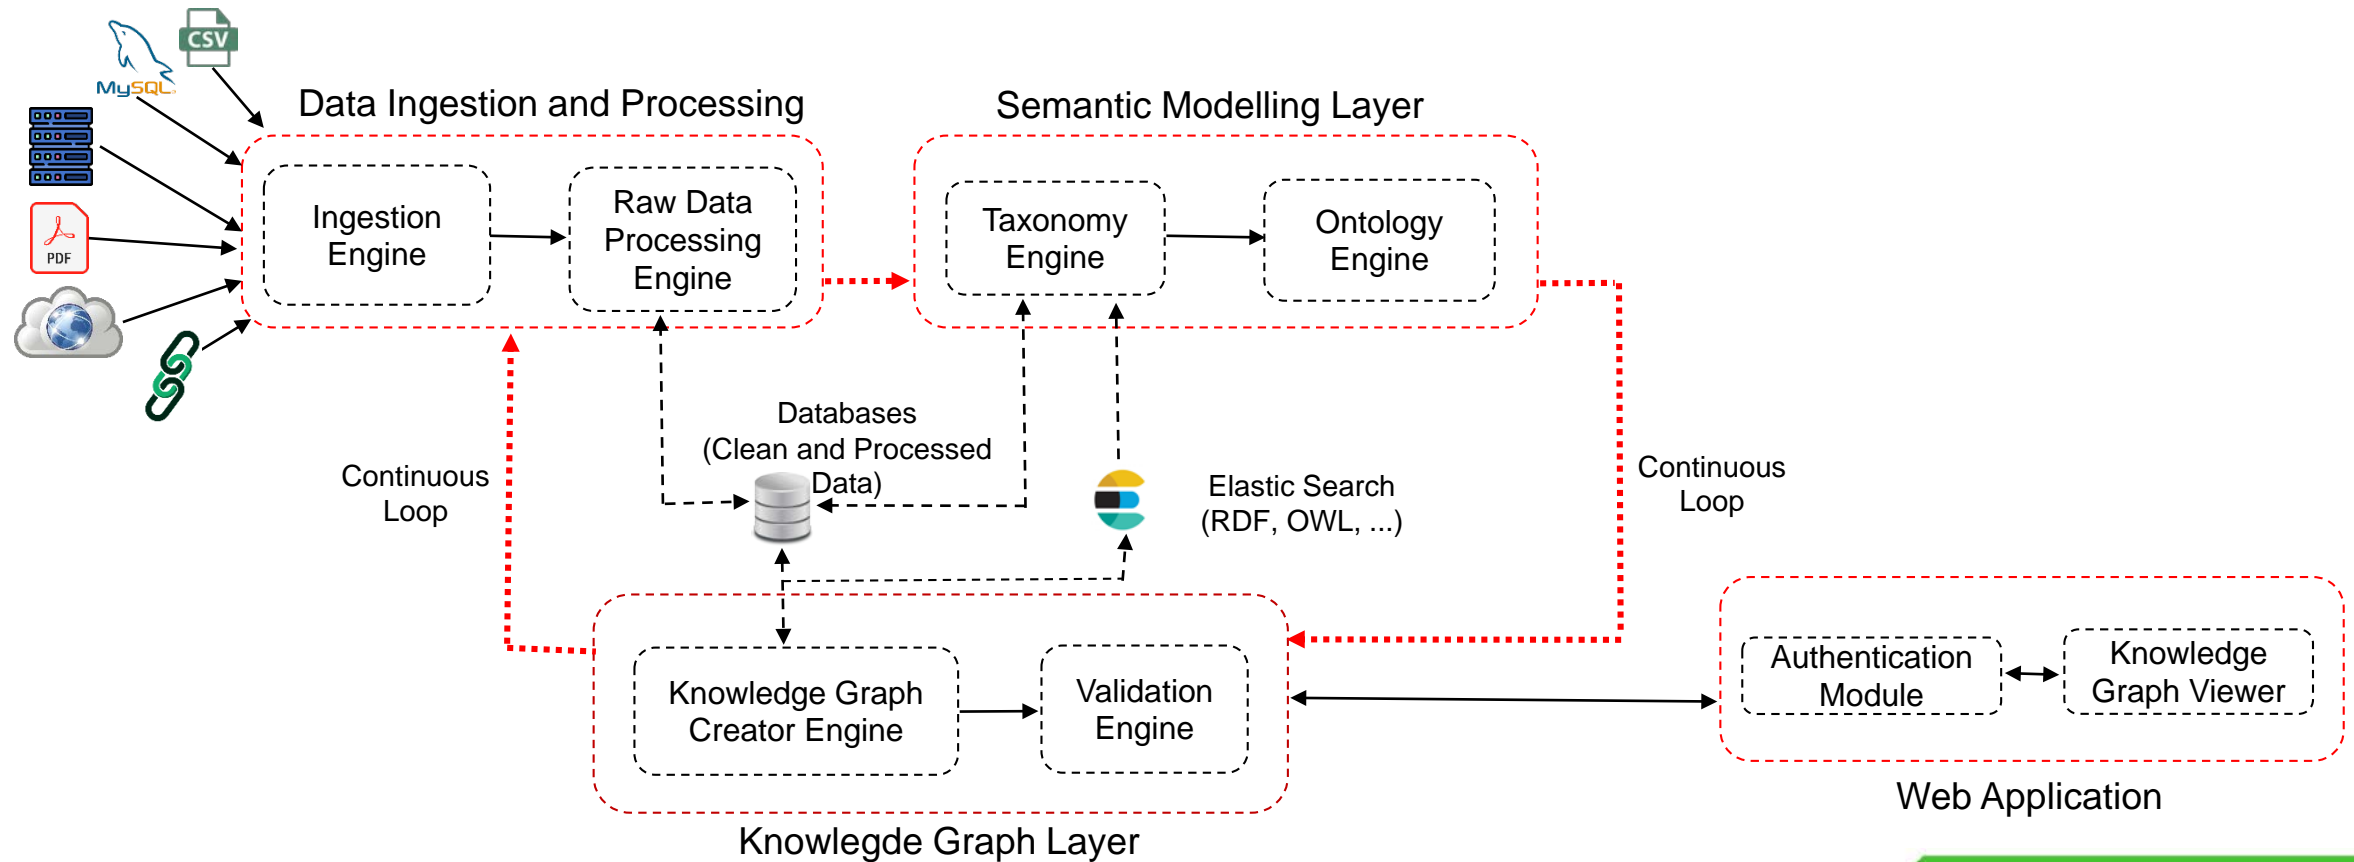 CSV
MySQL
PDF
Data Ingestion and Processing
Ingestion
Engine
Raw Data
Processing
Engine
Semantic Modelling Layer
Taxonomy
Engine
Ontology
Engine
Continuous
Loop
Databases
(Clean and Processed
Data)
Elastic Search
(RDF, OWL, ...)
Continuous
Loop
Knowledge Graph
Creator Engine
Validation
Engine
Knowlegde Graph Layer
Authentication
Module
Knowledge
Graph Viewer
Web Application